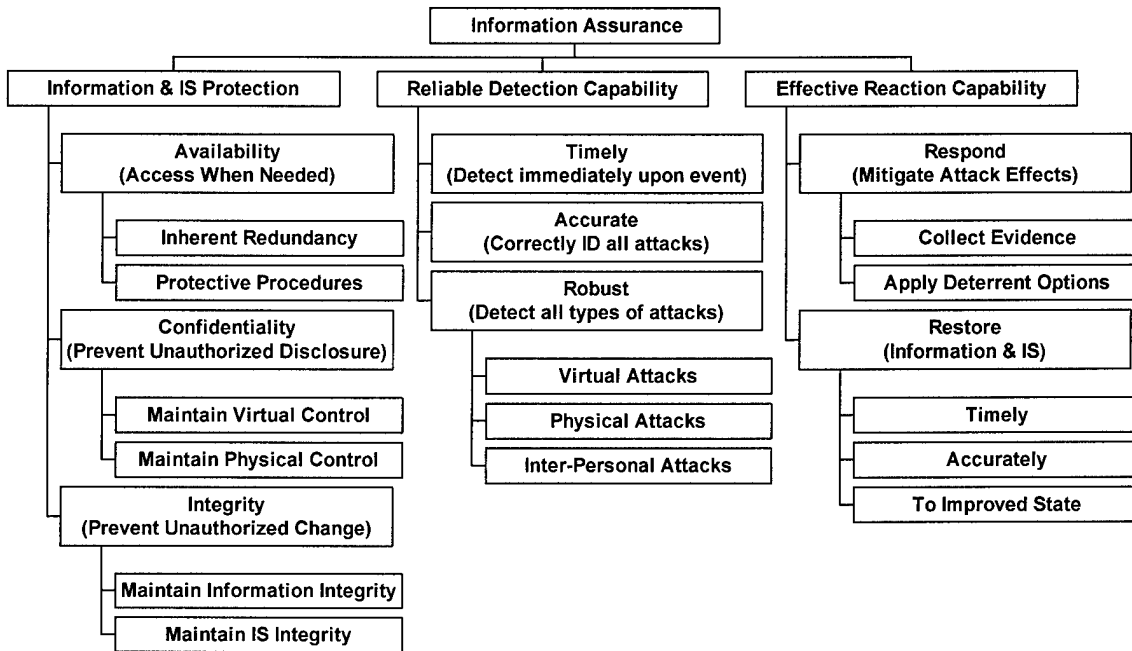 Information Assurance
Information & IS Protection
Availability
(Access When Needed)
Inherent Redundancy
Protective Procedures
Confidentiality
(Prevent Unauthorized Disclosure)
Maintain Virtual Control
Maintain Physical Control
Integrity
(Prevent Unauthorized Change)
Maintain Information Integrity
Maintain IS Integrity
Reliable Detection Capability
Timely
(Detect immediately upon event)
Accurate
(Correctly ID all attacks)
Robust
(Detect all types of attacks)
Virtual Attacks
Physical Attacks
Inter-Personal Attacks
Effective Reaction Capability
Respond
(Mitigate Attack Effects)
Collect Evidence
Apply Deterrent Options
Restore
(Information & IS)
Timely
Accurately
To Improved State